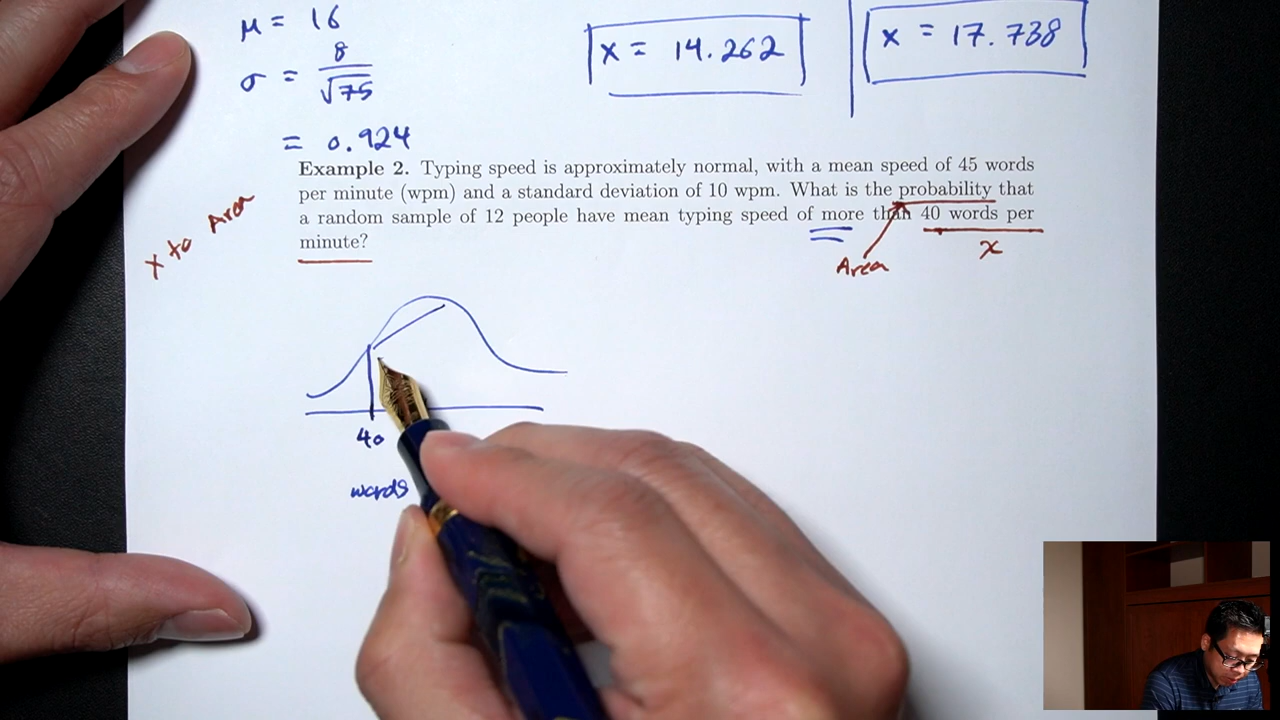 μ = 16
σ = 8/√75
= 0.924
x = 14.262
x = 17.738
Example 2. Typing speed is approximately normal, with a mean speed of 45 words
per minute (wpm) and a standard deviation of 10 wpm. What is the probability that
a random sample of 12 people have mean typing speed of more than 40 words per
minute?
x to Area
Area
x
40
words